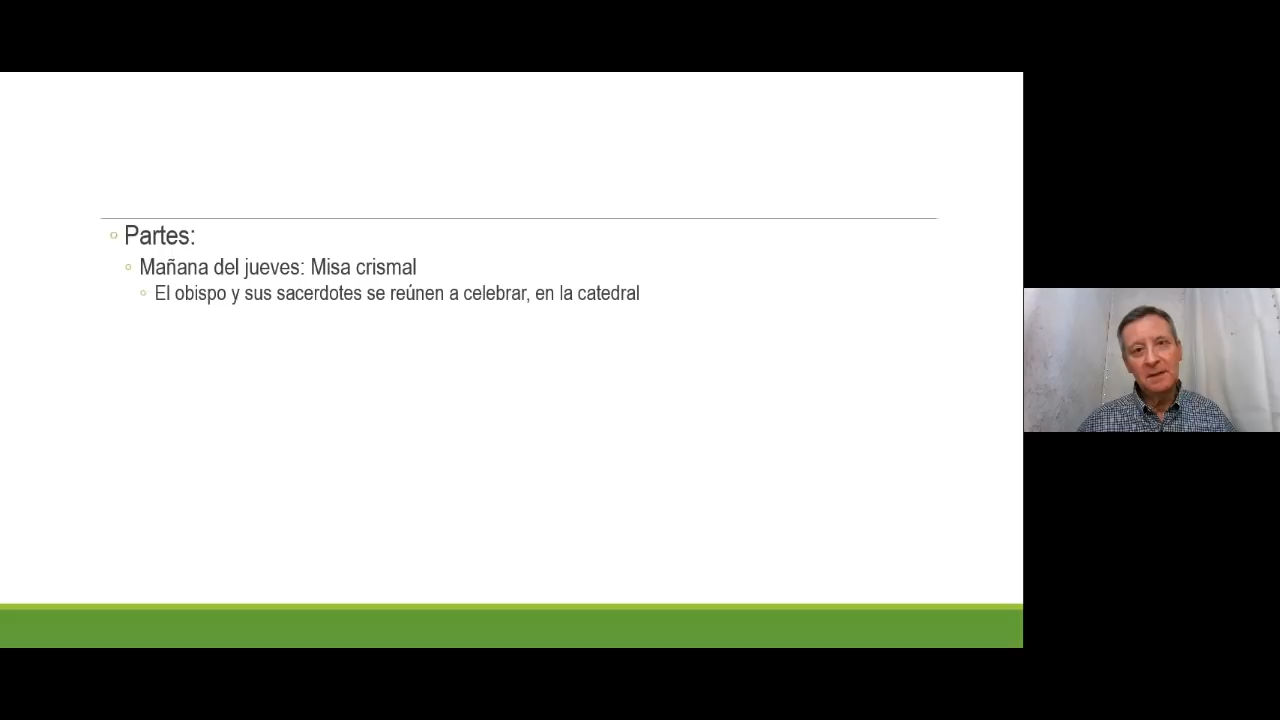 Partes:
Mañana del jueves: Misa crismal
El obispo y sus sacerdotes se reúnen a celebrar, en la catedral